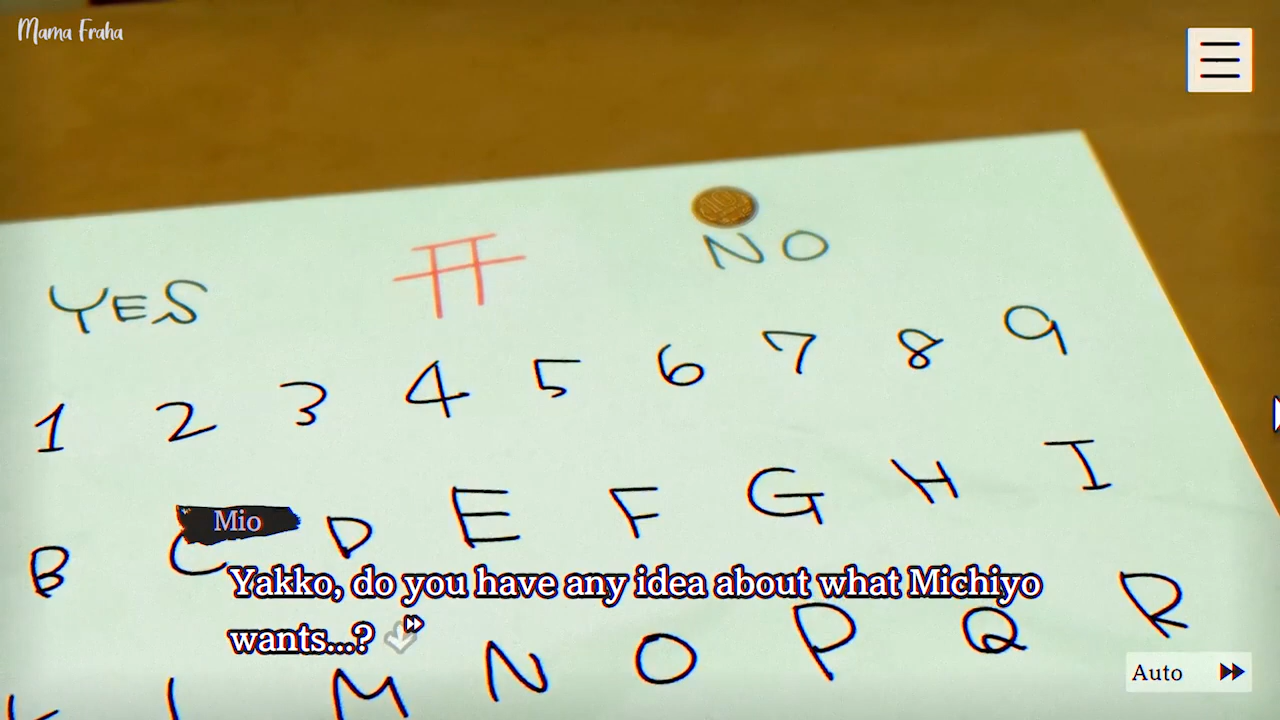 Mama Fraha
YES NO
1 2 3 4 5 6 7 8 9
B C D E F G H I
Mio
Yakko, do you have any idea about what Michiyo
wants...?
M N O P Q R
Auto
10